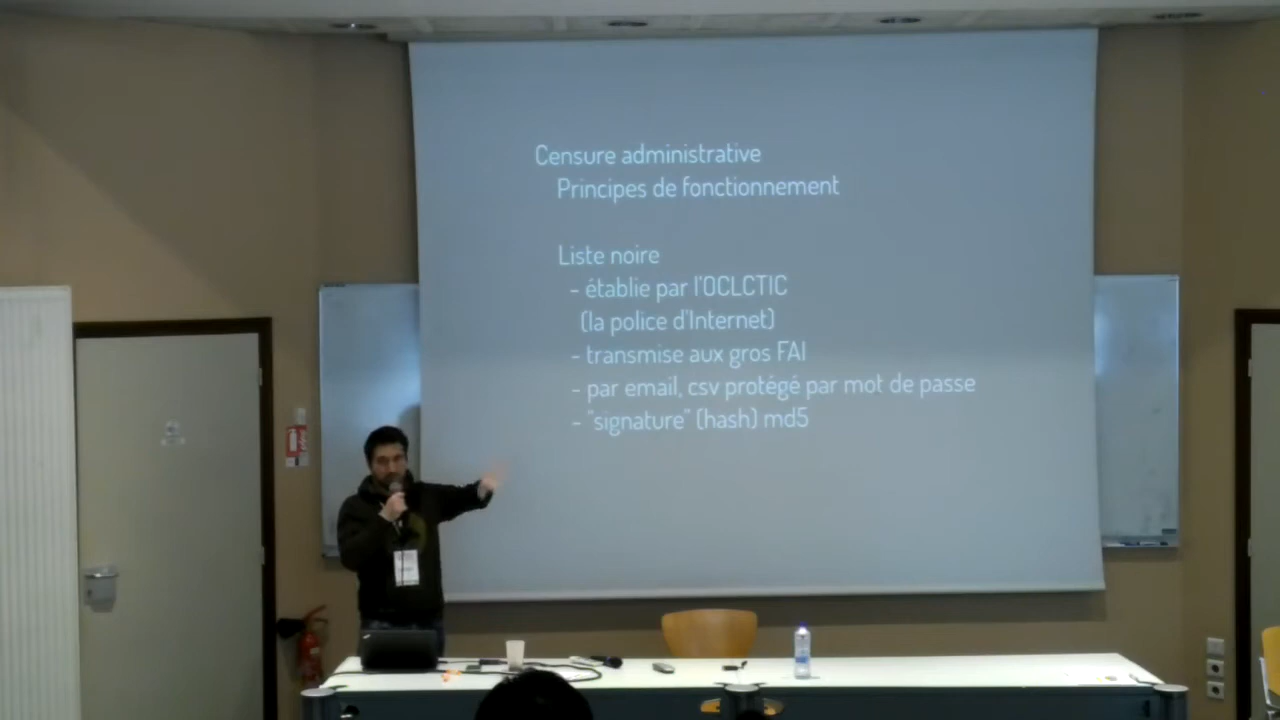 Censure administrative
Principes de fonctionnement
Liste noire
- établie par l'OCLCTIC
(la police d'Internet)
- transmise aux gros FAI
- par email, csv protégé par mot de passe
- "signature" (hash) md5